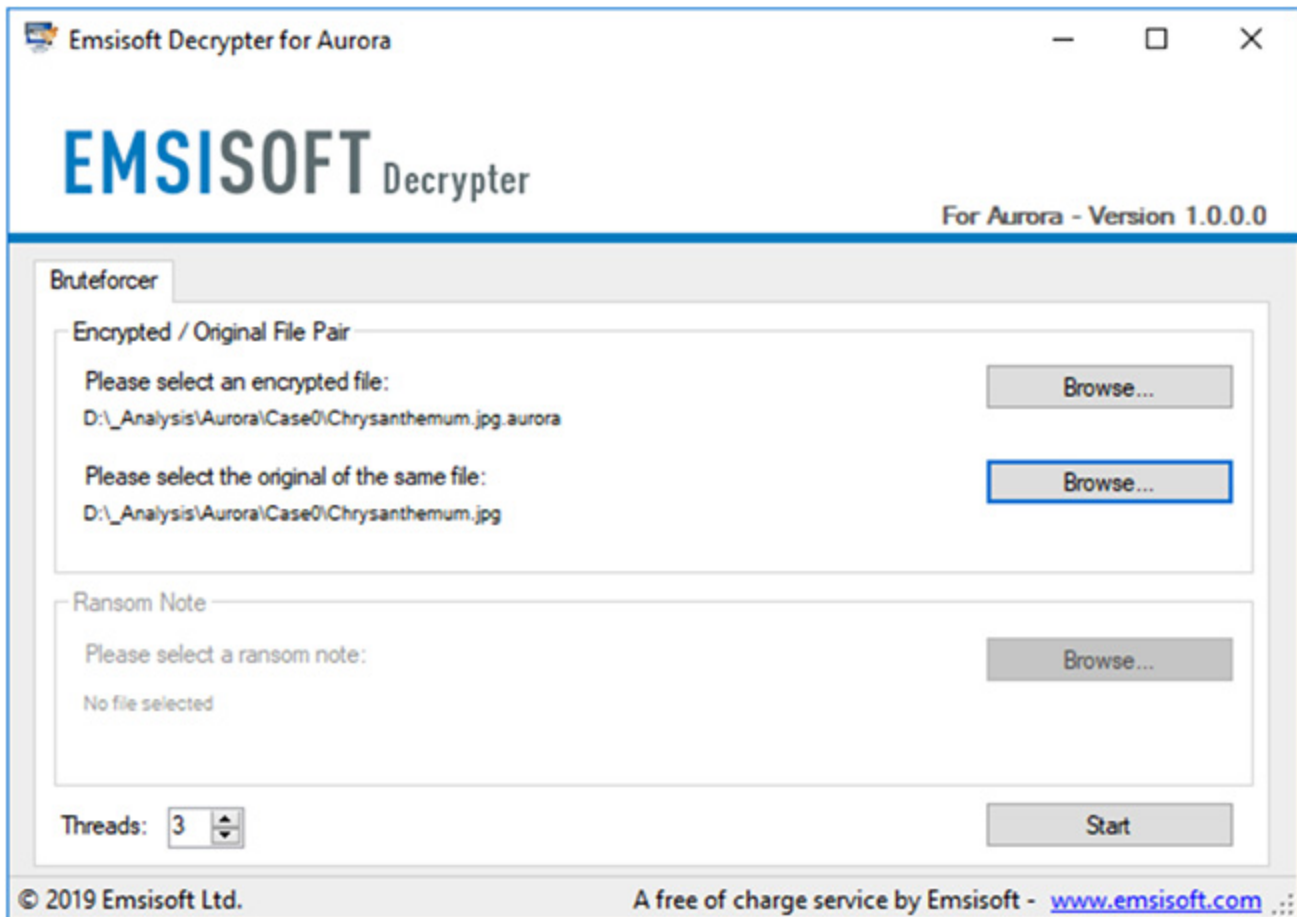 Emsisoft Decrypter for Aurora
EMSISOFT Decrypter
For Aurora - Version 1.0.0.0
Bruteforcer
Encrypted / Original File Pair
Please select an encrypted file:
Browse...
D:\_Analysis\Aurora\Case0\Chrysanthemum.jpg.aurora
Please select the original of the same file:
Browse...
D:\_Analysis\Aurora\Case0\Chrysanthemum.jpg
Ransom Note
Please select a ransom note:
Browse...
No file selected
Threads: 3
Start
© 2019 Emsisoft Ltd.
A free of charge service by Emsisoft - www.emsisoft.com